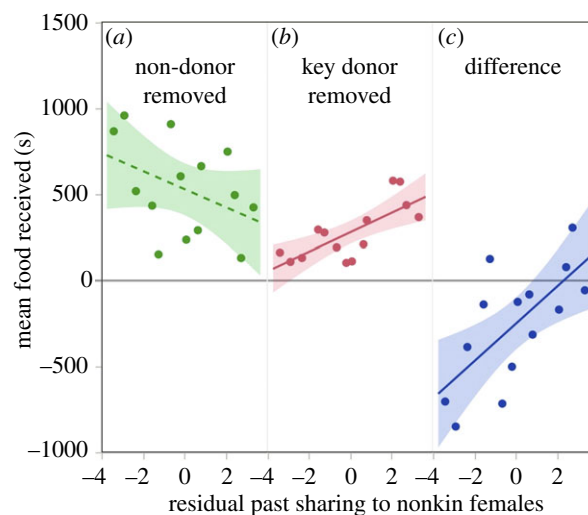 1500
1000
500
0
–500
–1000
mean food received (s)
(a)
non-donor
removed
(b)
key donor
removed
(c)
difference
–4 –2 0 2 –4 –2 0 2 –4 –2 0 2
residual past sharing to nonkin females